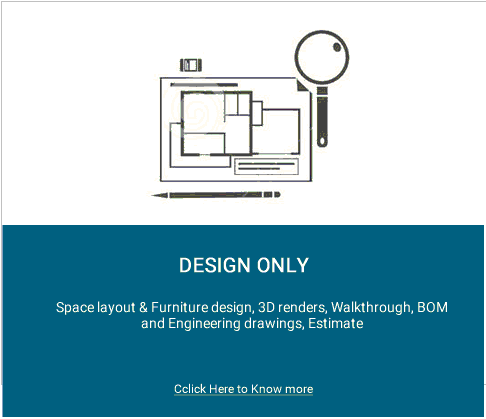 DESIGN ONLY
Space layout & Furniture design, 3D renders, Walkthrough, BOM
and Engineering drawings, Estimate
Cclick Here to Know more